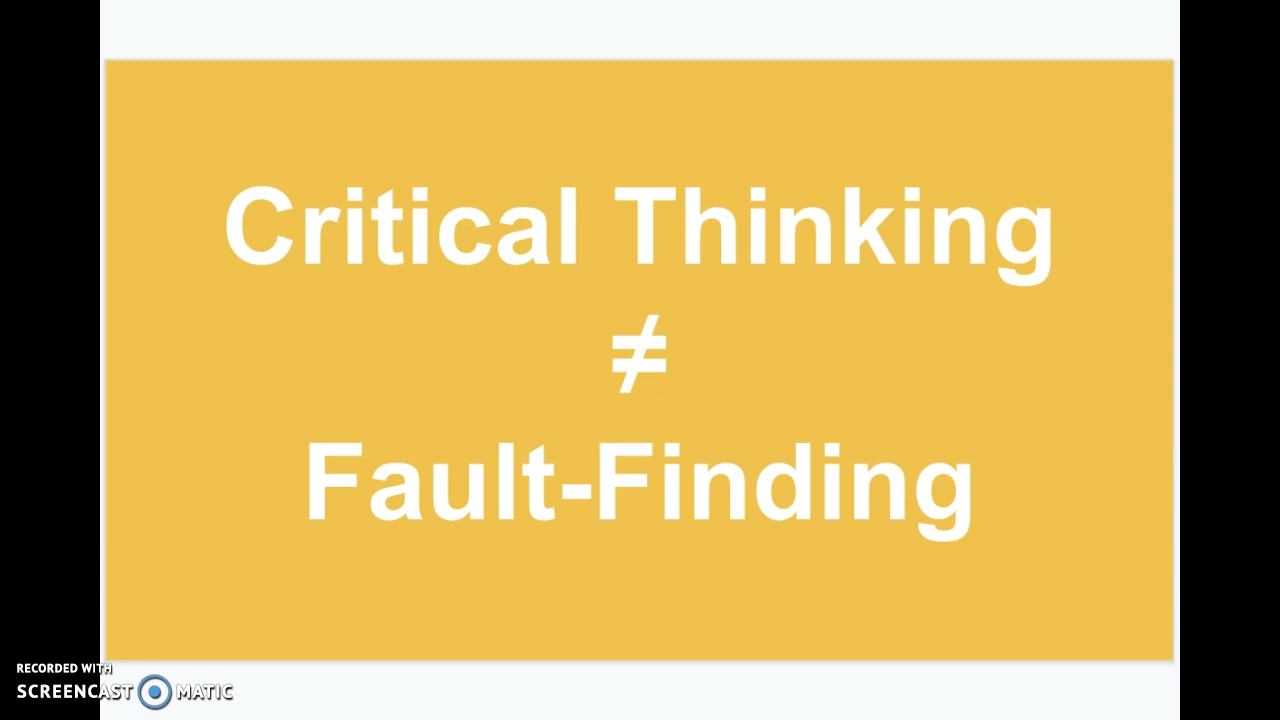 Critical Thinking
≠
Fault-Finding
RECORDED WITH
SCREENCAST MATIC